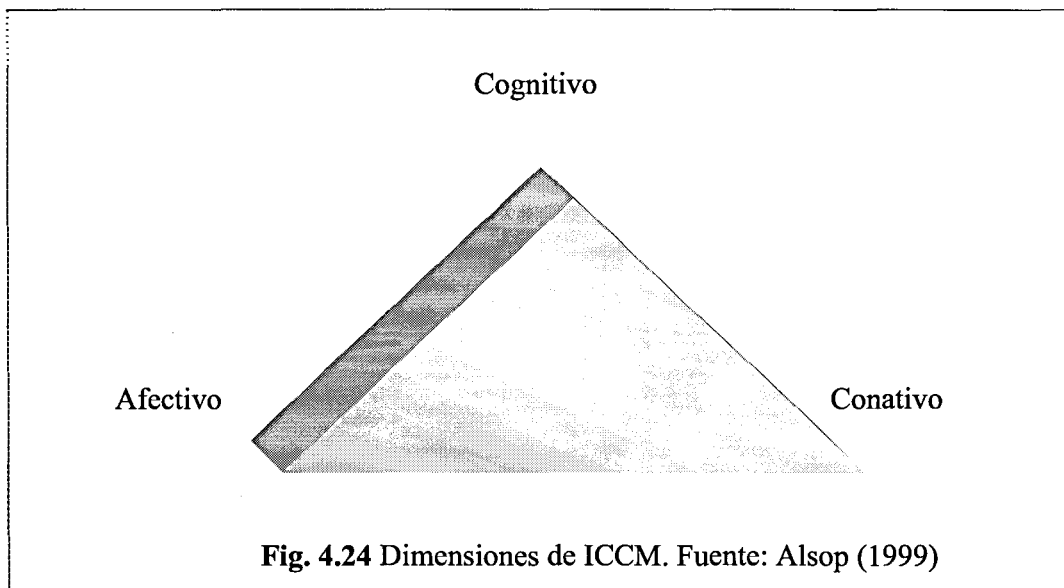 Cognitivo
Afectivo
Conativo
Fig. 4.24 Dimensiones de ICCM. Fuente: Alsop (1999)